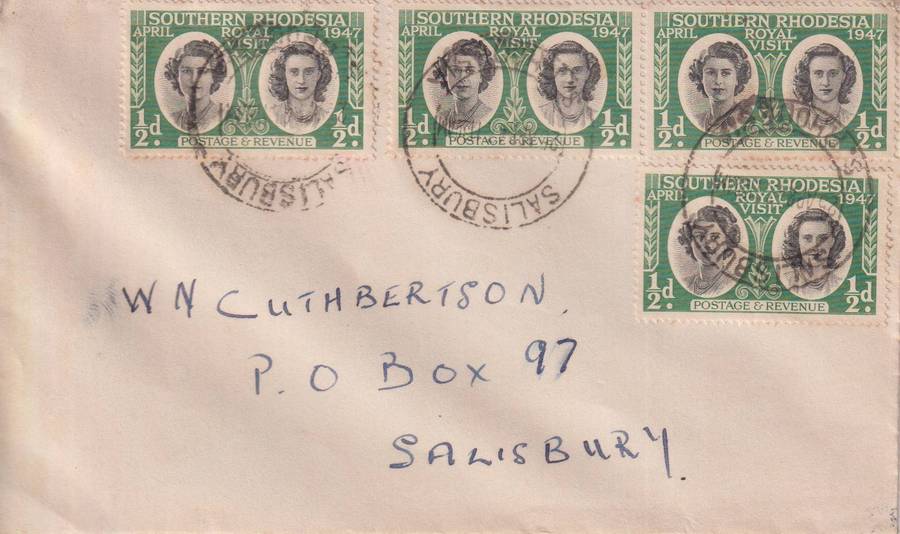 SOUTHERN RHODESIA
APRIL ROYAL 1947
VISIT
½d. ½d.
POSTAGE & REVENUE
SOUTHERN RHODESIA
APRIL ROYAL 1947
VISIT
½d. ½d.
POSTAGE & REVENUE
SOUTHERN RHODESIA
APRIL ROYAL 1947
VISIT
½d. ½d.
POSTAGE & REVENUE
SALISBURY
SALISBURY
SOUTHERN RHODESIA
APRIL ROYAL 1947
VISIT
½d. ½d.
POSTAGE & REVENUE
W N CUTHBERTSON
P.O BOX 97
SALISBURY.